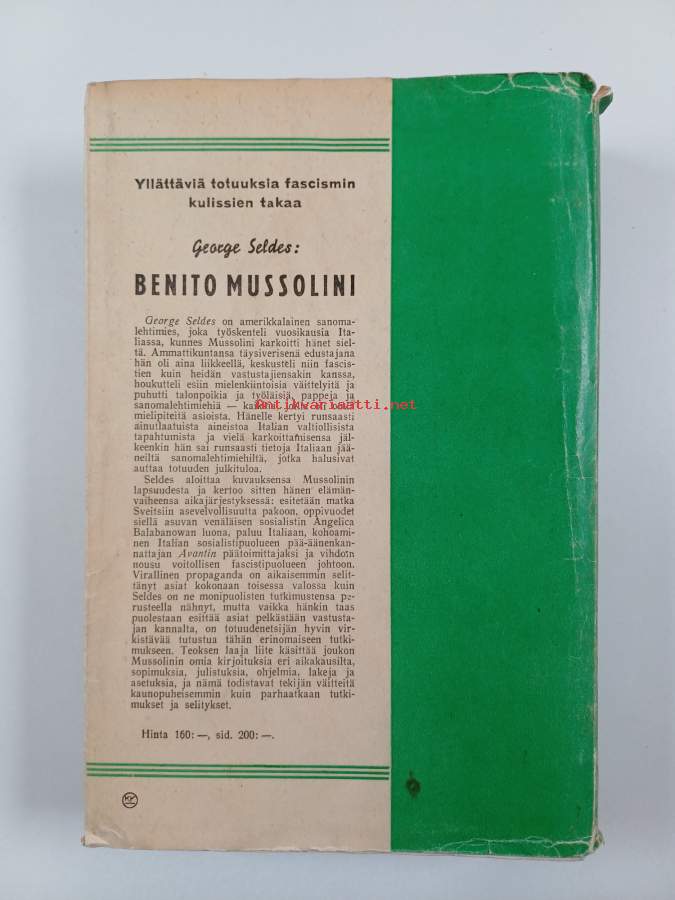 Yllättäviä totuuksia fascismin
kulissien takaa
George Seldes:
BENITO MUSSOLINI
George Seldes on amerikkalainen sanoma-
lehtimies, joka työskenteli vuosikausia Ita-
liassa, kunnes Mussolini karkoitti hänet siel-
tä. Ammattikuntansa täysiverisenä edustajana
hän oli aina liikkeellä, keskusteli niin fascis-
tien kuin heidän vastustajiensakin kanssa,
houkutteli esiin mielenkiintoisia väittelyitä ja
puhutti talonpoikia ja työläisiä, pappeja ja
sanomalehtimiehiä —
Antikvariaatti.net
mielipiteitä asioista. Hänelle kertyi runsaasti
ainutlaatuista aineistoa Italian valtiollisista
tapahtumista ja vielä karkoittamisensa jäl-
keenkin hän sai runsaasti tietoja Italiaan jää-
neiltä sanomalehtimiehiltä, jotka halusivat
auttaa totuuden julkituloa.
Seldes aloittaa kuvauksensa Mussolinin
lapsuudesta ja kertoo sitten hänen elämän-
vaiheensa aikajärjestyksessä: esitetään matka
Sveitsiin asevelvollisuutta pakoon, oppivuodet
siellä asuvan venäläisen sosialistin Angelica
Balabanowan luona, paluu Italiaan, kohoami-
nen Italian sosialistipuolueen pää-äänenkan-
nattajan Avantin päätoimittajaksi ja vihdoin
nousu voitollisen fascistipuolueen johtoon.
Virallinen propaganda on aikaisemmin selit-
tänyt asiat kokonaan toisessa valossa kuin
Seldes on ne monipuolisten tutkimustensa pe-
rusteella nähnyt, mutta vaikka hänkin taas
puolestaan esittää asiat pelkästään vastusta-
jan kannalta, on totuudenetsijän hyvin vir-
kistävää tutustua tähän erinomaiseen tutki-
mukseen. Teoksen laaja liite käsittää joukon
Mussolinin omia kirjoituksia eri aikakausilta,
sopimuksia, julistuksia, ohjelmia, lakeja ja
asetuksia, ja nämä todistavat tekijän väitteitä
kaunopuheisemmin kuin parhaatkaan tutki-
mukset ja selitykset.
Hinta 160: —, sid. 200: —.
KY